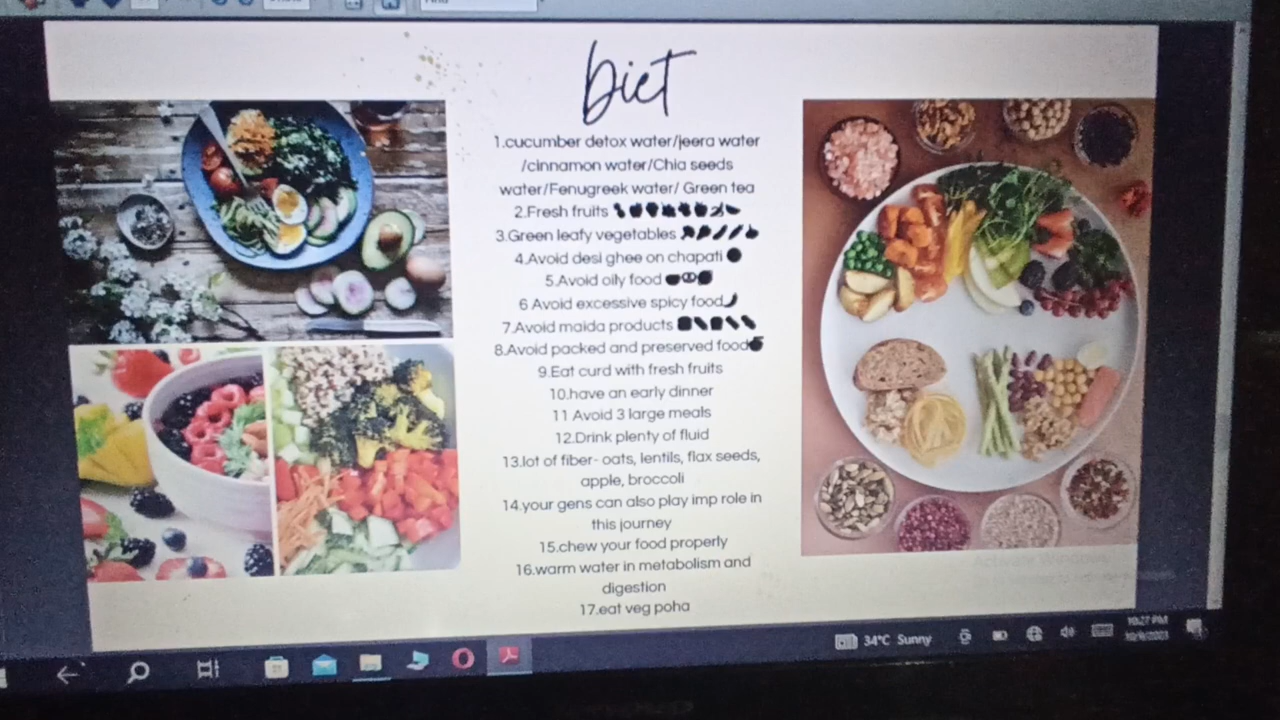 Diet
1.cucumber detox water/jeera water
/cinnamon water/Chia seeds
water/Fenugreek water/ Green tea
2.Fresh fruits
3.Green leafy vegetables
4.Avoid desi ghee on chapati
5.Avoid oily food
6 Avoid excessive spicy food
7.Avoid maida products
8.Avoid packed and preserved food
9.Eat curd with fresh fruits
10.have an early dinner
11 Avoid 3 large meals
12.Drink plenty of fluid
13.lot of fiber- oats, lentils, flax seeds,
apple, broccoli
14.your gens can also play imp role in
this journey
15.chew your food properly
16.warm water in metabolism and
digestion
17.eat veg poha
Activate Windows
34°C Sunny
10:27 PM